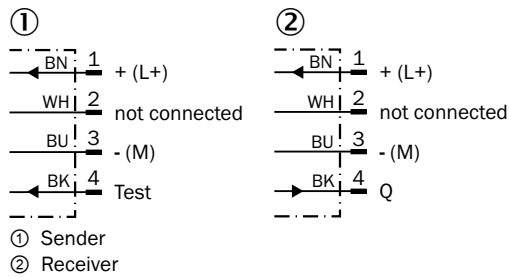 ① ②
BN 1 + (L+) BN 1 + (L+)
WH 2 not connected WH 2 not connected
BU 3 - (M) BU 3 - (M)
BK 4 Test BK 4 Q
① Sender
② Receiver